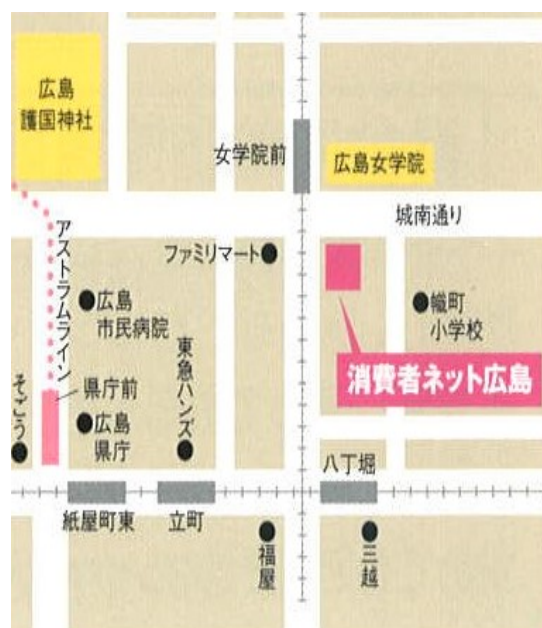 広島
護国神社
女学院前
広島女学院
城南通り
アストラムライン
ファミリマート
広島
市民病院
幟町
小学校
東急ハンズ
消費者ネット広島
そごう
県庁前
広島
県庁
八丁堀
紙屋町東
立町
福屋
三越